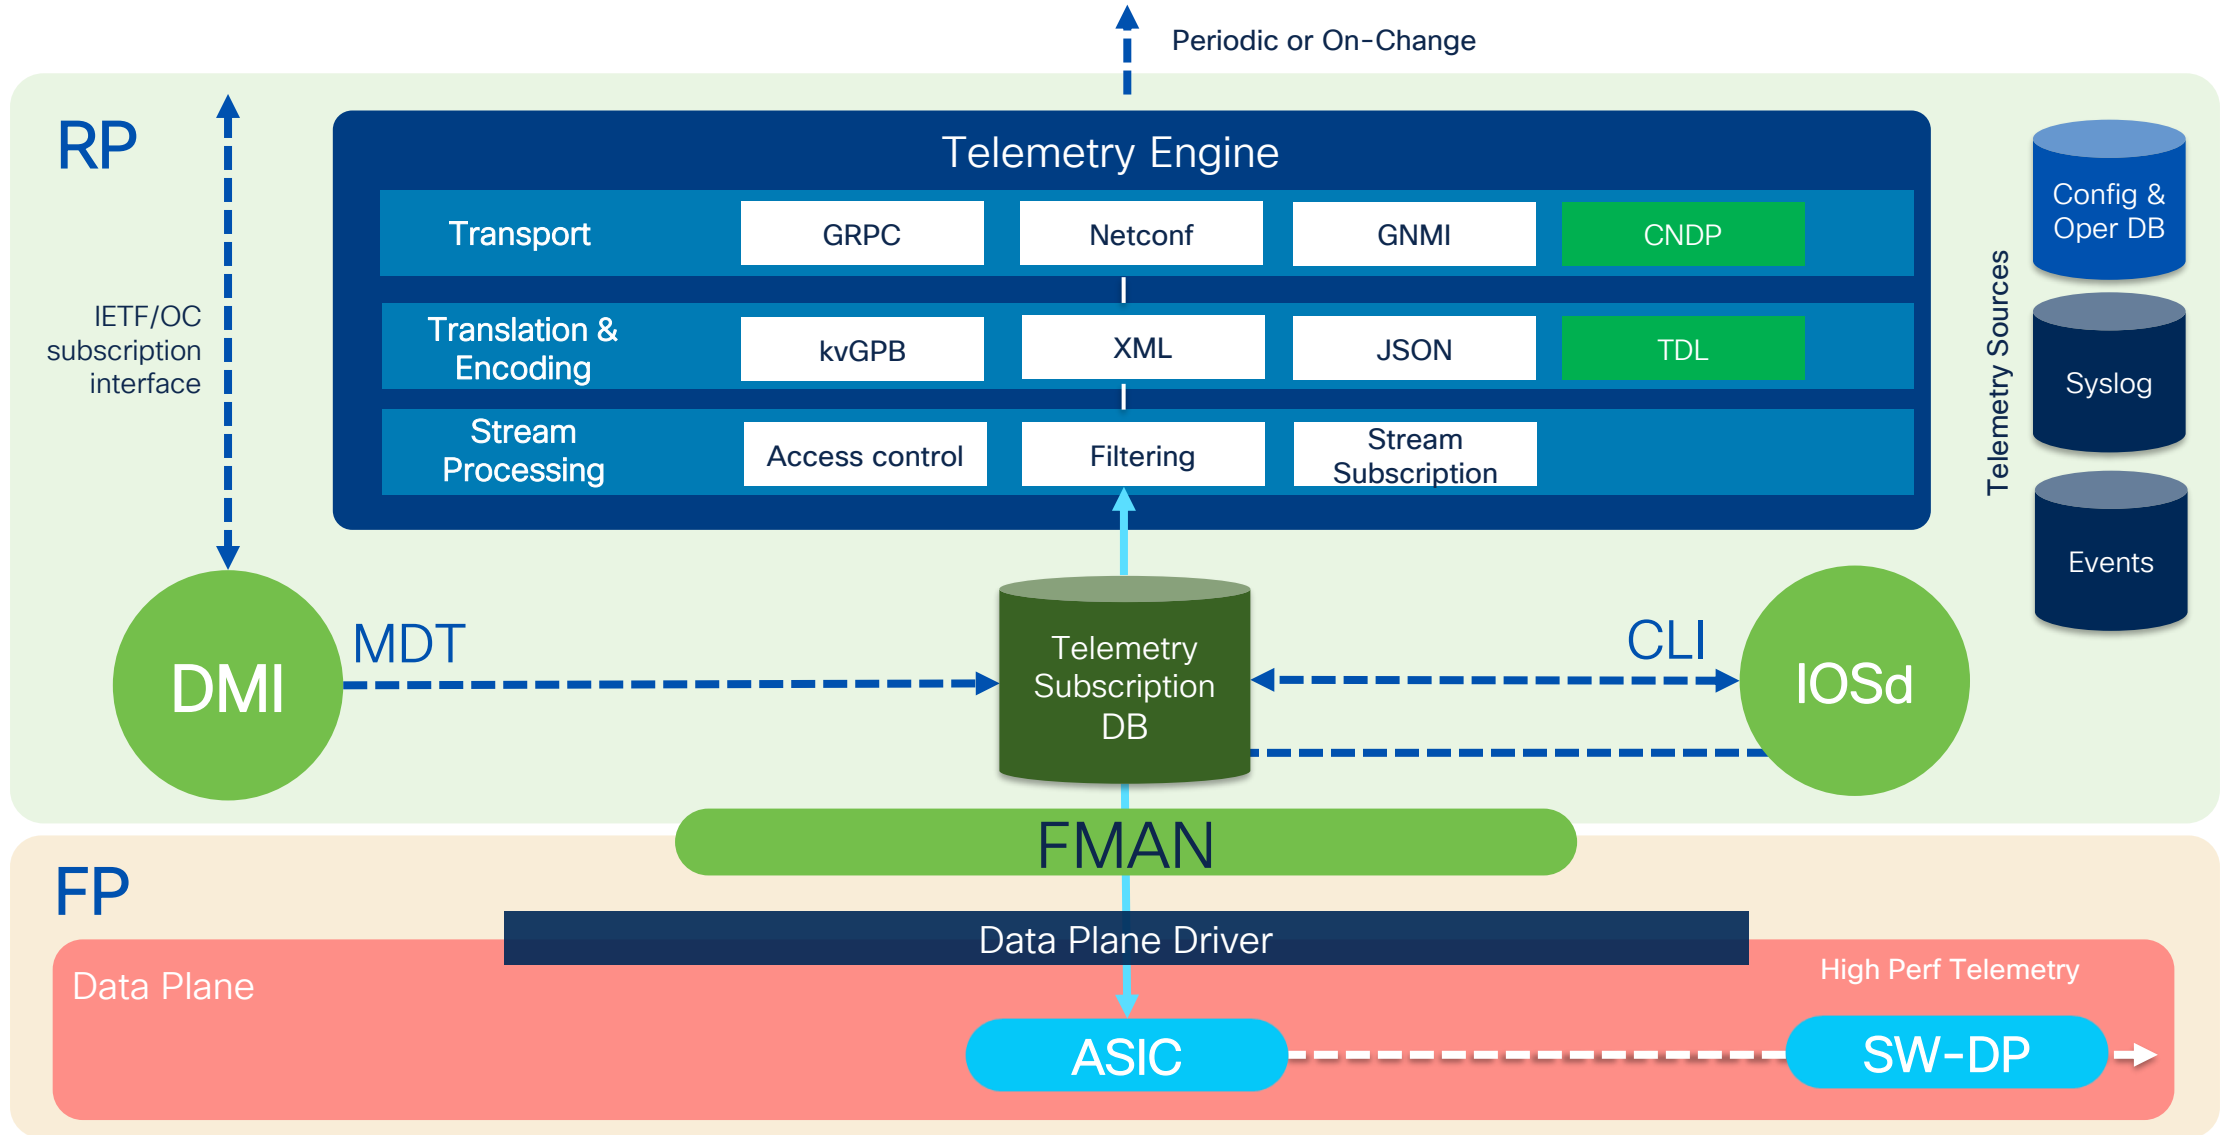 Periodic or On-Change
RP
Telemetry Engine
Transport
GRPC
Netconf
GNMI
CNDP
Translation &
Encoding
kvGPB
XML
JSON
TDL
Stream
Processing
Access control
Filtering
Stream
Subscription
IETF/OC
subscription
interface
Telemetry Sources
Config &
Oper DB
Syslog
Events
DMI
MDT
Telemetry
Subscription
DB
CLI
IOSd
FMAN
FP
Data Plane Driver
Data Plane
High Perf Telemetry
ASIC
SW-DP